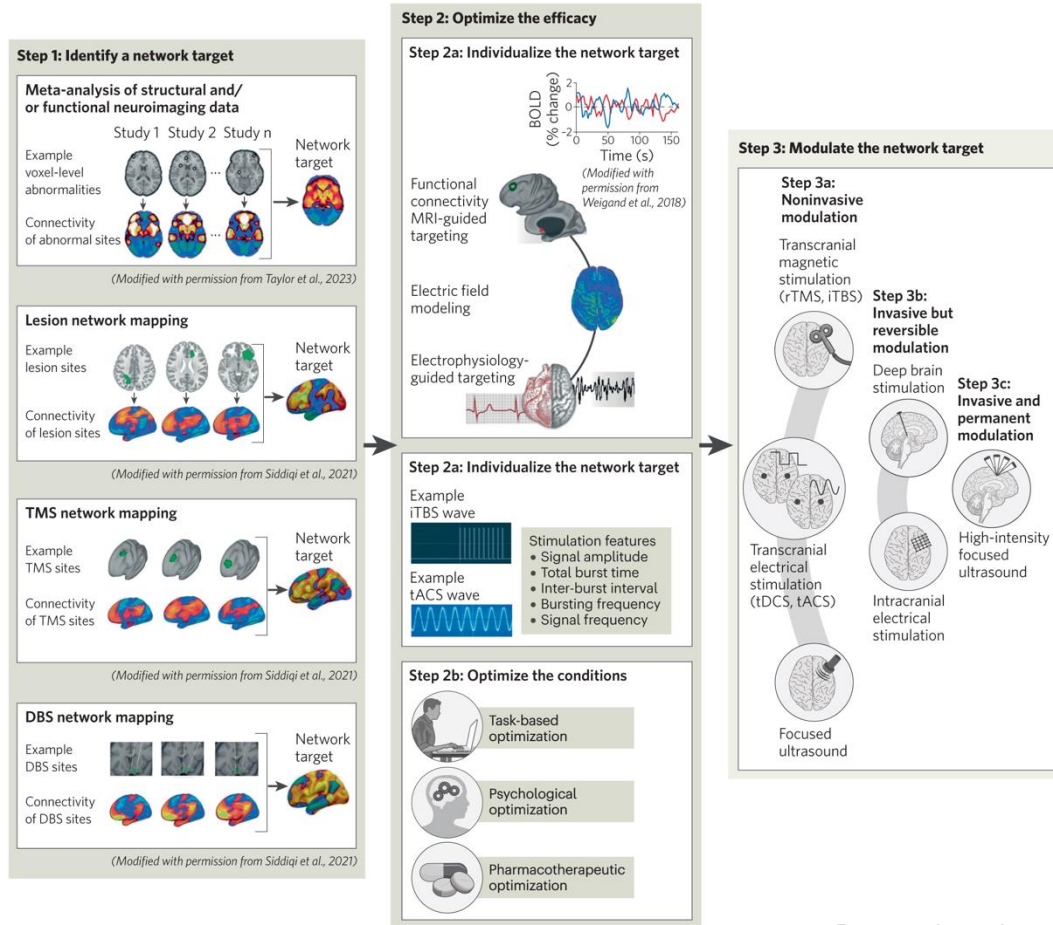 Step 1: Identify a network target
Meta-analysis of structural and/
or functional neuroimaging data
Study 1 Study 2 Study n
Example
voxel-level
abnormalities
...
Network
target
Connectivity
of abnormal sites
...
(Modified with permission from Taylor et al., 2023)
Lesion network mapping
Example
lesion sites
Network
target
Connectivity
of lesion sites
(Modified with permission from Siddiqi et al., 2021)
TMS network mapping
Example
TMS sites
Network
target
Connectivity
of TMS sites
(Modified with permission from Siddiqi et al., 2021)
DBS network mapping
Example
DBS sites
Network
target
Connectivity
of DBS sites
(Modified with permission from Siddiqi et al., 2021)
Step 2: Optimize the efficacy
Step 2a: Individualize the network target
BOLD
(% change)
2
0
-2
0 50 100 150
Time (s)
(Modified with
permission from
Weigand et al., 2018)
Functional
connectivity
MRI-guided
targeting
Electric field
modeling
Electrophysiology-
guided targeting
Step 2a: Individualize the network target
Example
iTBS wave
Example
tACS wave
Stimulation features
• Signal amplitude
• Total burst time
• Inter-burst interval
• Bursting frequency
• Signal frequency
Step 2b: Optimize the conditions
Task-based
optimization
Psychological
optimization
Pharmacotherapeutic
optimization
Step 3: Modulate the network target
Step 3a:
Noninvasive
modulation
Transcranial
magnetic
stimulation
(rTMS, iTBS)
Transcranial
electrical
stimulation
(tDCS, tACS)
Focused
ultrasound
Step 3b:
Invasive but
reversible
modulation
Deep brain
stimulation
Intracranial
electrical
stimulation
Step 3c:
Invasive and
permanent
modulation
High-intensity
focused
ultrasound